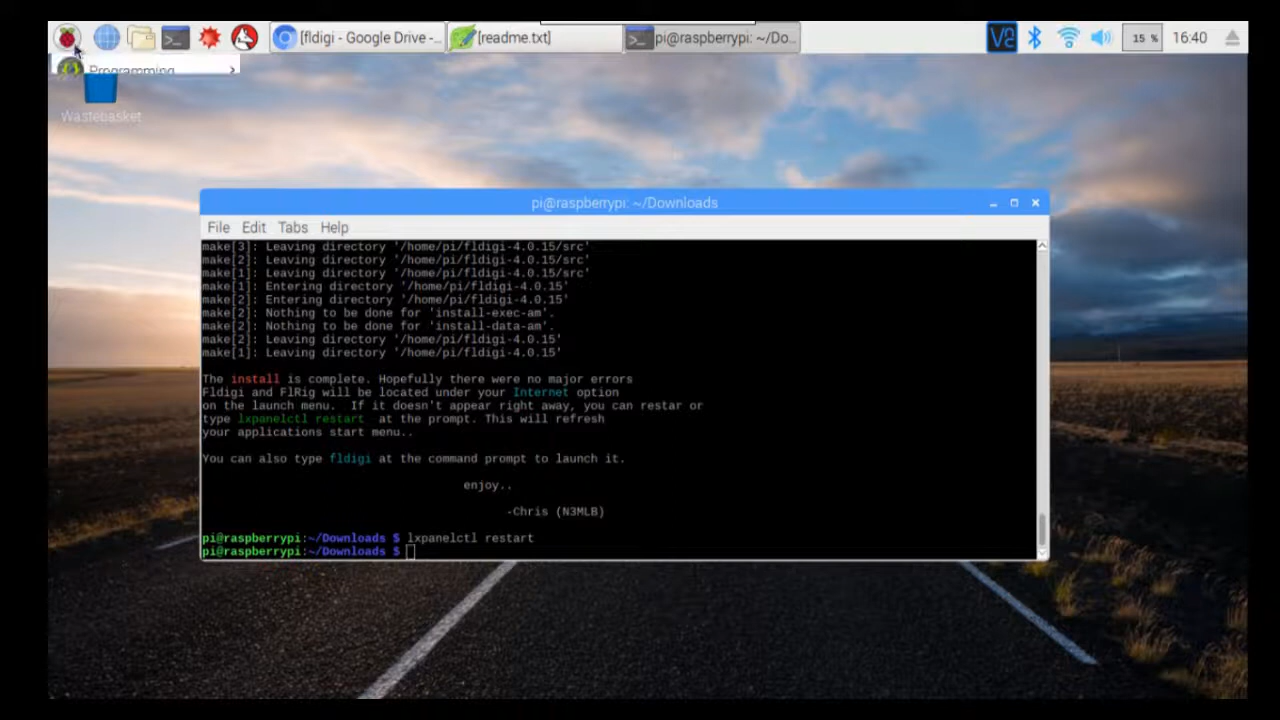 [fldigi - Google Drive -...
[readme.txt]
pi@raspberrypi: ~/Do...
15 %
16:40
Programming
Wastebasket
pi@raspberrypi: ~/Downloads
File Edit Tabs Help
make[3]: Leaving directory '/home/pi/fldigi-4.0.15/src'
make[2]: Leaving directory '/home/pi/fldigi-4.0.15/src'
make[1]: Leaving directory '/home/pi/fldigi-4.0.15/src'
make[1]: Entering directory '/home/pi/fldigi-4.0.15'
make[2]: Entering directory '/home/pi/fldigi-4.0.15'
make[2]: Nothing to be done for 'install-exec-am'.
make[2]: Nothing to be done for 'install-data-am'.
make[2]: Leaving directory '/home/pi/fldigi-4.0.15'
make[1]: Leaving directory '/home/pi/fldigi-4.0.15'
The install is complete. Hopefully there were no major errors
Fldigi and FlRig will be located under your Internet option
on the launch menu.  If it doesn't appear right away, you can restar or
type lxpanelctl restart  at the prompt. This will refresh
your applications start menu..
You can also type fldigi at the command prompt to launch it.
enjoy..
-Chris (N3MLB)
pi@raspberrypi:~/Downloads $ lxpanelctl restart
pi@raspberrypi:~/Downloads $